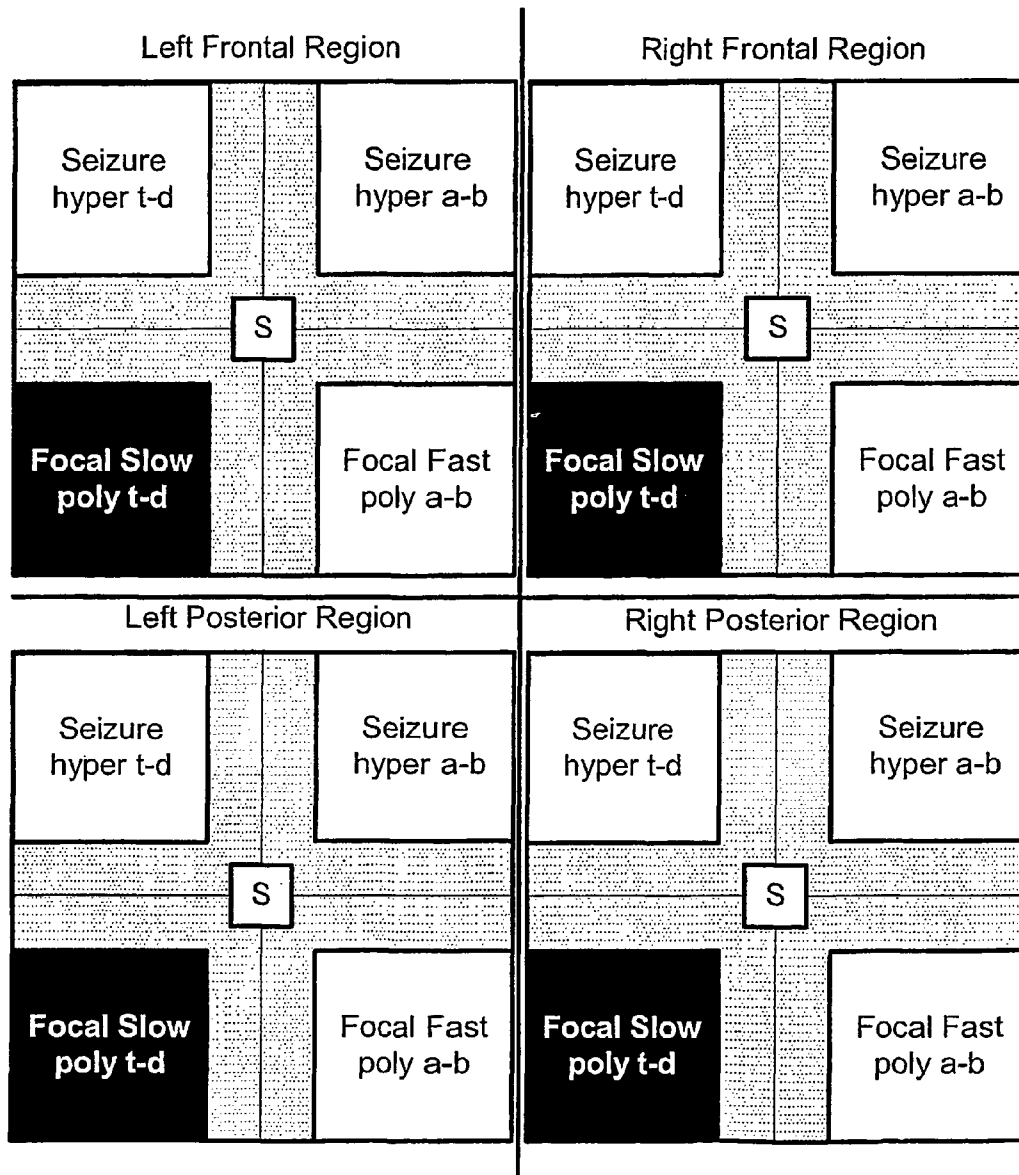 Left Frontal Region
Seizure
hyper t-d
Seizure
hyper a-b
S
Focal Slow
poly t-d
Focal Fast
poly a-b
Right Frontal Region
Seizure
hyper t-d
Seizure
hyper a-b
S
Focal Slow
poly t-d
Focal Fast
poly a-b
Left Posterior Region
Seizure
hyper t-d
Seizure
hyper a-b
S
Focal Slow
poly t-d
Focal Fast
poly a-b
Right Posterior Region
Seizure
hyper t-d
Seizure
hyper a-b
S
Focal Slow
poly t-d
Focal Fast
poly a-b